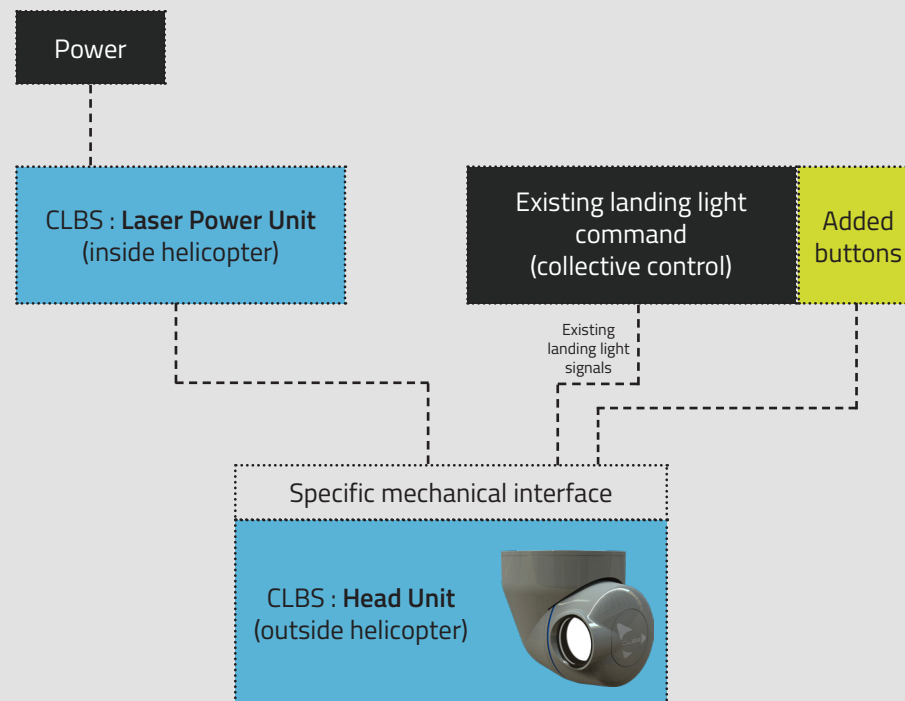 Power
CLBS : Laser Power Unit
(inside helicopter)
Existing landing light
command
(collective control)
Added
buttons
Existing
landing light
signals
Specific mechanical interface
CLBS : Head Unit
(outside helicopter)